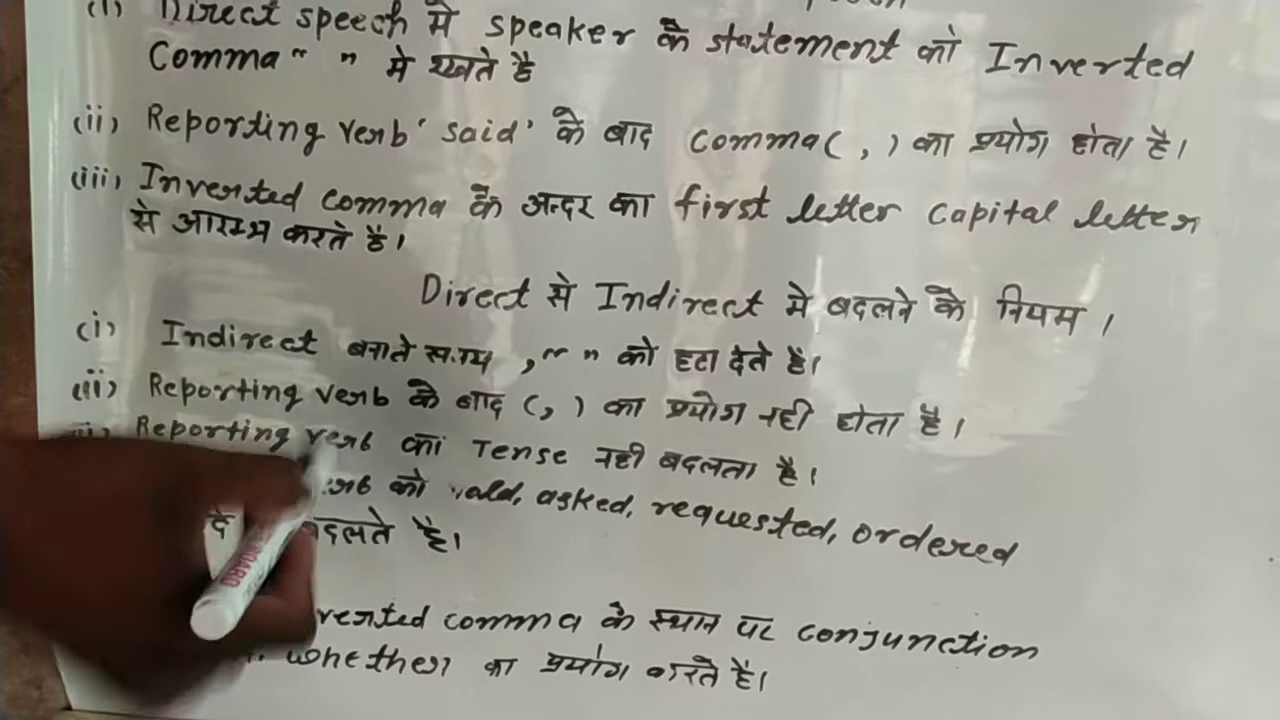 (i) Direct speech मे speaker के statement को Inverted
Comma " " मे रखते है
(ii) Reporting verb 'said' के बाद comma( , ) का प्रयोग होता है।
(iii) Inverted comma के अन्दर का first letter capital letter
से आरम्भ करते है।
Direct से Indirect मे बदलने के नियम ।
(i) Indirect बनाते समय , " " को हटा देते है।
(ii) Reporting verb के बाद ( , ) का प्रयोग नही होता है।
Reporting verb का Tense नही बदलता है।
को asked, requested, ordered
बदलते है।
comma के स्थान पर conjunction
whether का प्रयोग करते है।